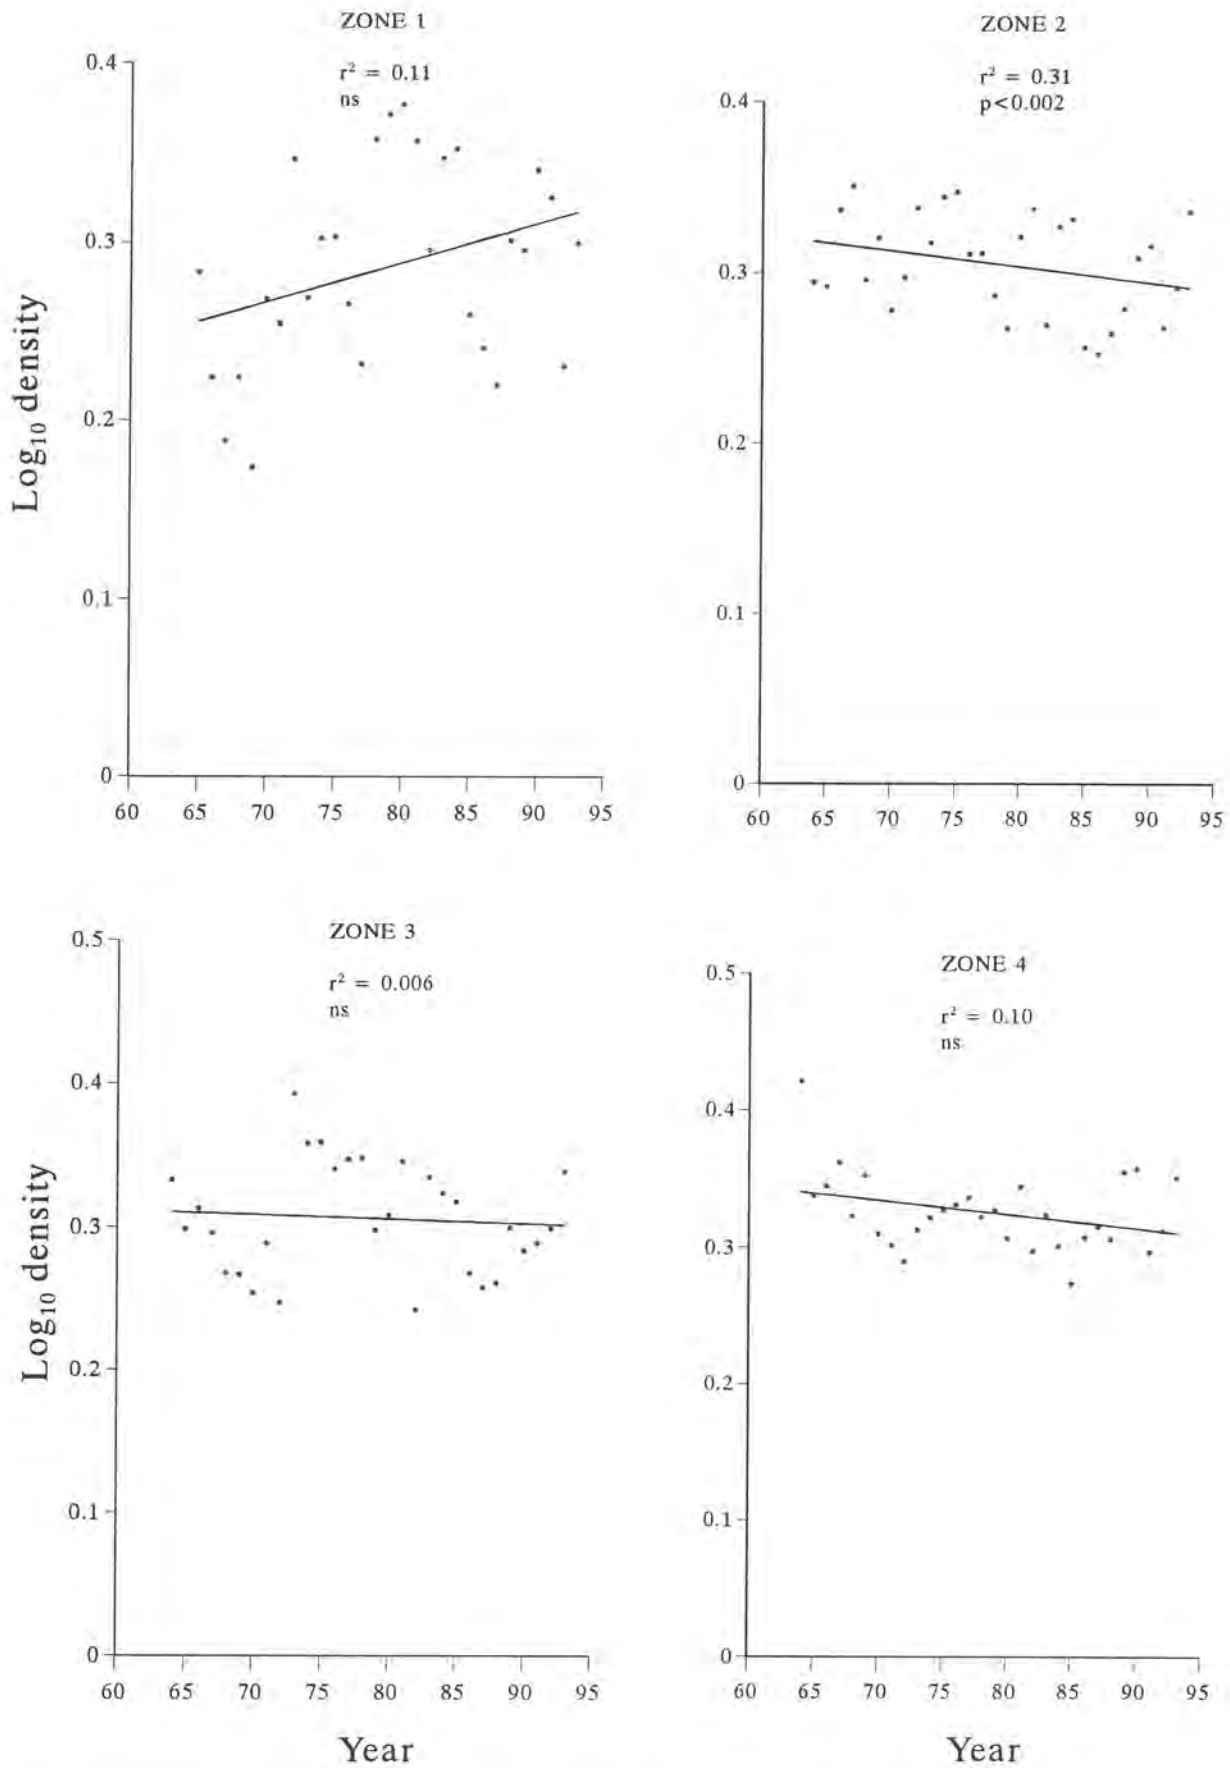 ZONE 1
r² = 0.11
ns
0.4
0.3
0.2
0.1
0
60 65 70 75 80 85 90 95
Log₁₀ density
ZONE 2
r² = 0.31
p<0.002
0.4
0.3
0.2
0.1
0
60 65 70 75 80 85 90 95
ZONE 3
r² = 0.006
ns
0.5
0.4
0.3
0.2
0.1
0
60 65 70 75 80 85 90 95
Log₁₀ density
Year
ZONE 4
r² = 0.10
ns
0.5
0.4
0.3
0.2
0.1
0
60 65 70 75 80 85 90 95
Year